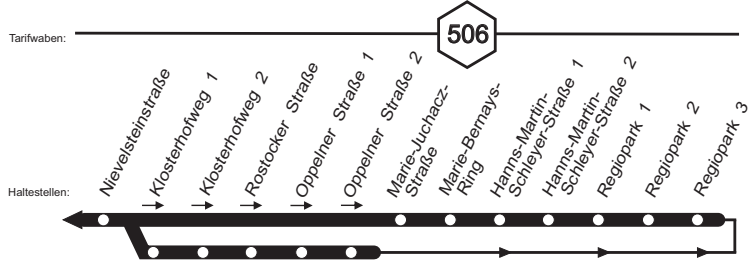 Tarifwaben:
506
Haltestellen:
Nievelsteinstraße
Klosterhofweg 1
Klosterhofweg 2
Rostocker Straße
Oppelner Straße 1
Oppelner Straße 2
Marie-Juchacz-
Straße
Marie-Bernays-
Ring
Hanns-Martin-
Schleyer-Straße 1
Hanns-Martin-
Schleyer-Straße 2
Regiopark 1
Regiopark 2
Regiopark 3